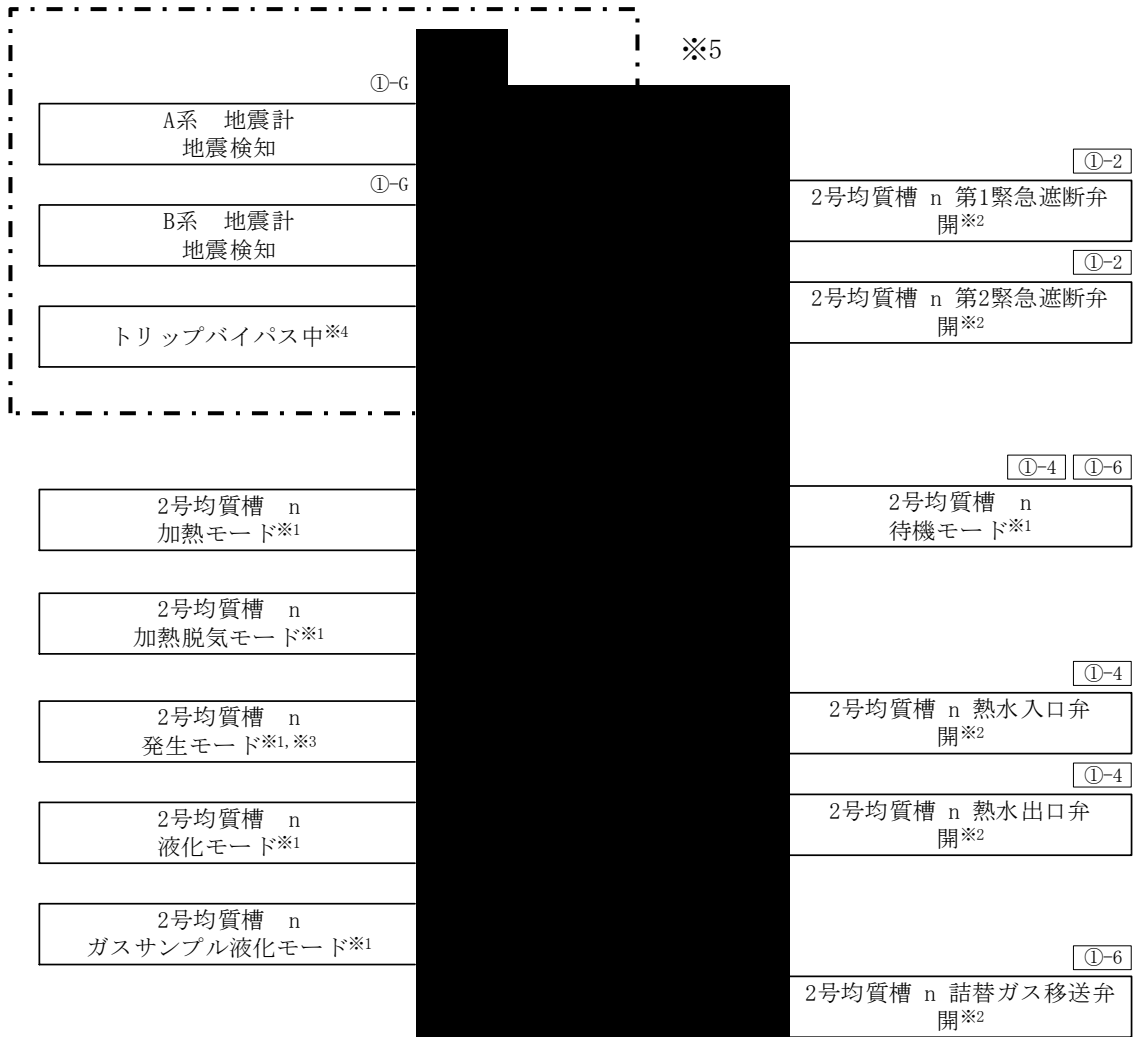 ※5
①-G
A系　地震計
地震検知
①-G
B系　地震計
地震検知
トリップバイパス中※4
2号均質槽　n
加熱モード※1
2号均質槽　n
加熱脱気モード※1
2号均質槽　n
発生モード※1,※3
2号均質槽　n
液化モード※1
2号均質槽　n
ガスサンプル液化モード※1
①-2
2号均質槽 n 第1緊急遮断弁
開※2
①-2
2号均質槽 n 第2緊急遮断弁
開※2
①-4 ①-6
2号均質槽　n
待機モード※1
①-4
2号均質槽 n 熱水入口弁
開※2
①-4
2号均質槽 n 熱水出口弁
開※2
①-6
2号均質槽 n 詰替ガス移送弁
開※2